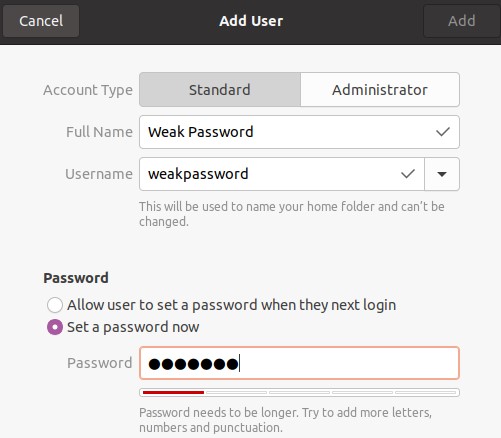 Cancel Add User Add
Account Type Standard Administrator
Full Name Weak Password
Username weakpassword
This will be used to name your home folder and can't be
changed.
Password
Allow user to set a password when they next login
Set a password now
Password ●●●●●●●
Password needs to be longer. Try to add more letters,
numbers and punctuation.